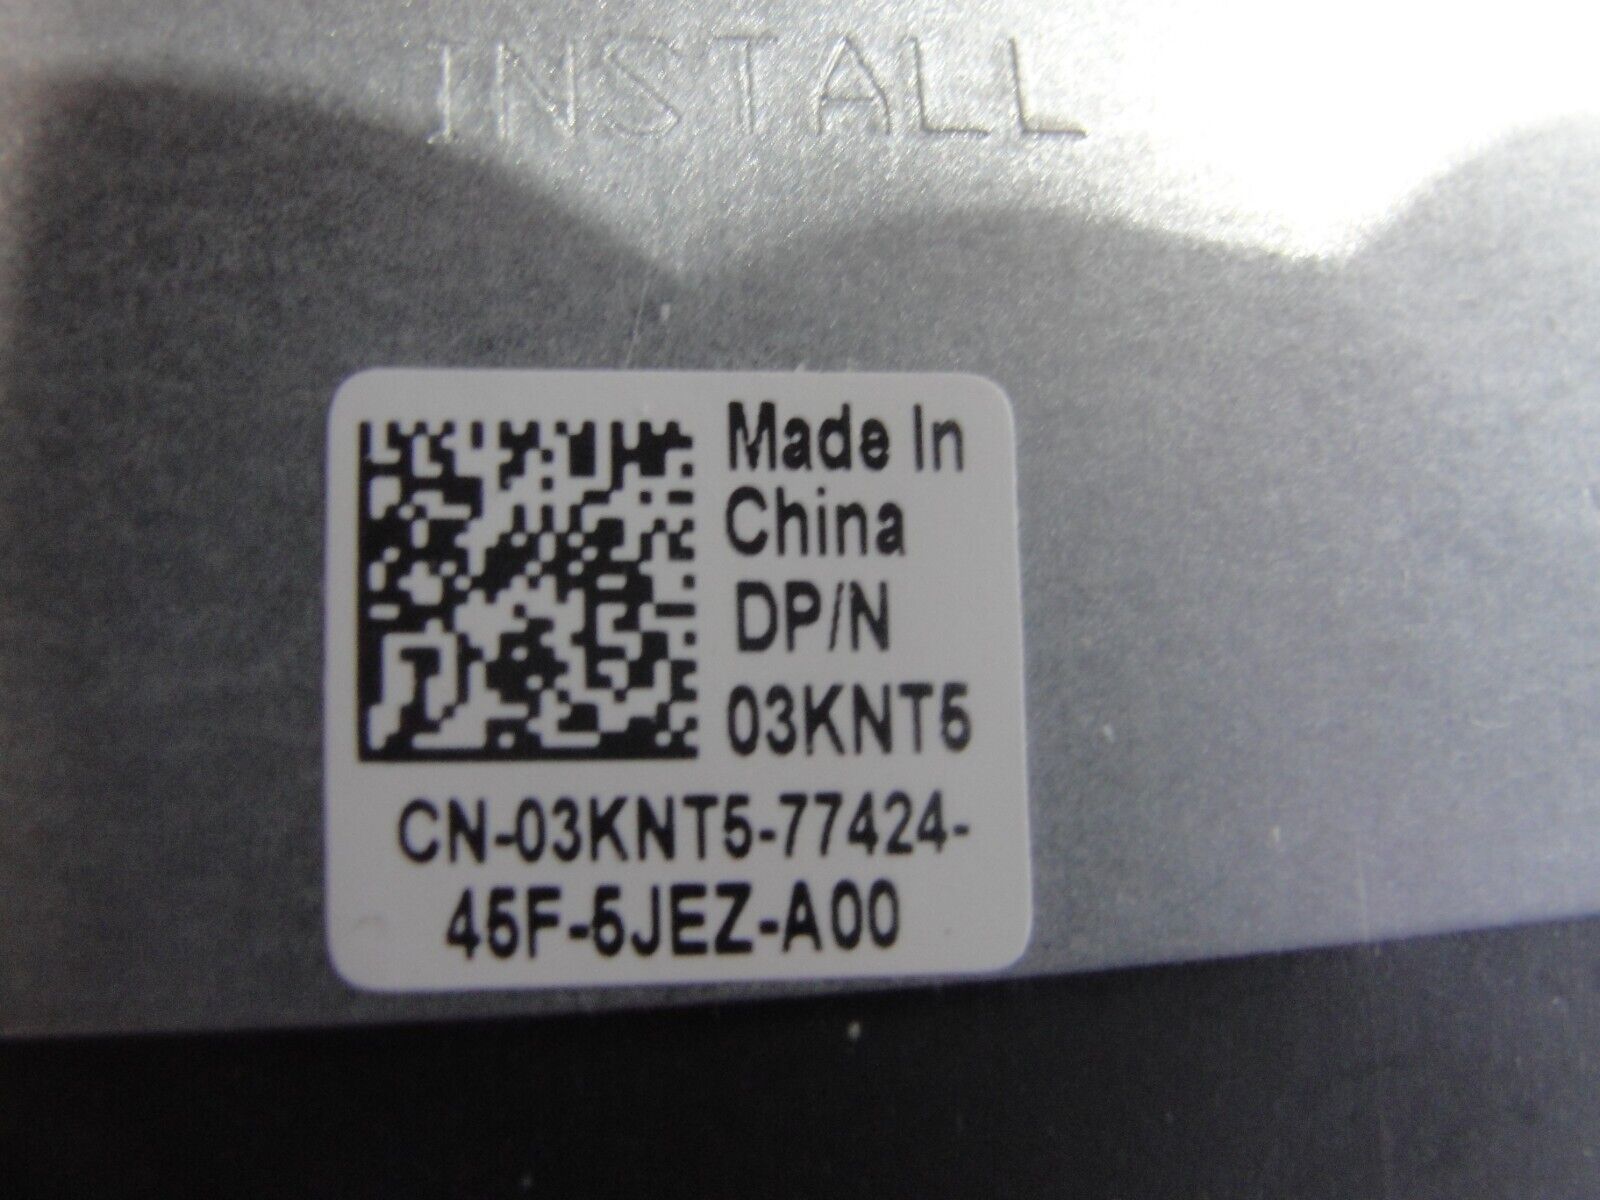 INSTALL
Made In
China
DP/N
03KNT5
CN-03KNT5-77424-
45F-5JEZ-A00